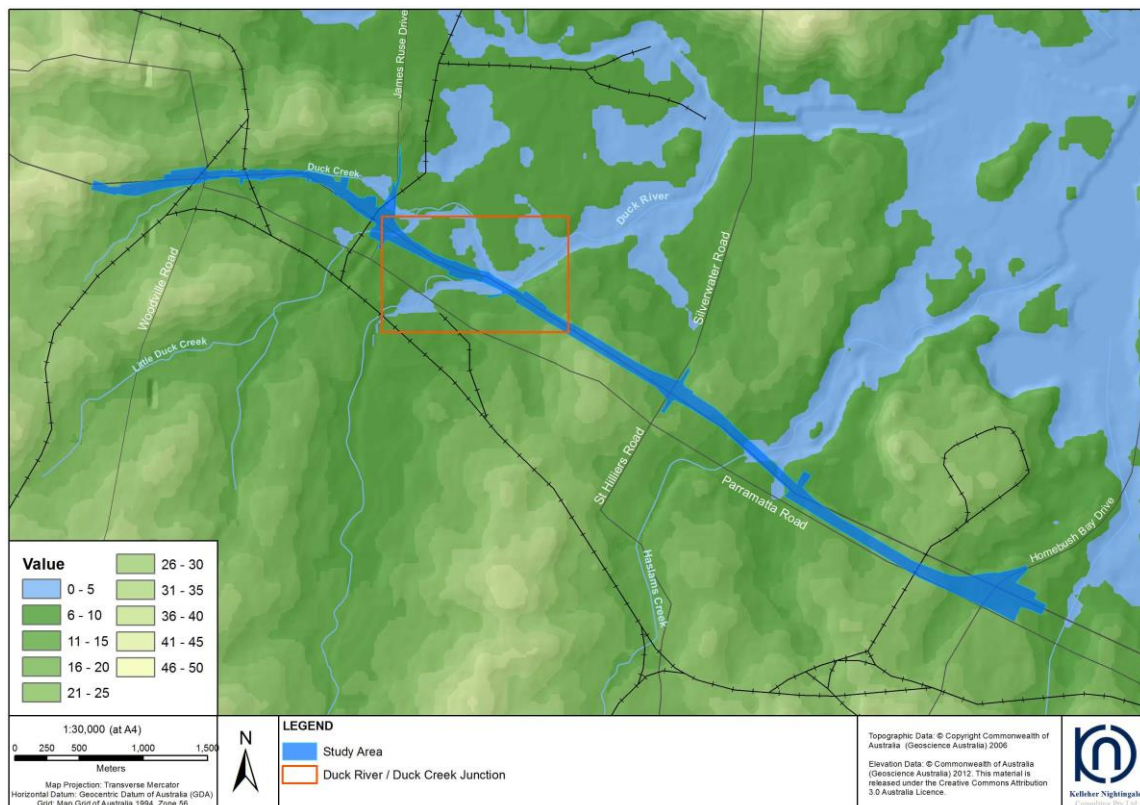 James Ruse Drive
Duck Creek
Duck River
Silverwater Road
Woodville Road
Little Duck Creek
St Hilliers Road
Parramatta Road
Haslams Creek
Homebush Bay Drive
Value
0 - 5
6 - 10
11 - 15
16 - 20
21 - 25
26 - 30
31 - 35
36 - 40
41 - 45
46 - 50
1:30,000 (at A4)
0 250 500 1,000 1,500
Meters
Map Projection: Transverse Mercator
Horizontal Datum: Geocentric Datum of Australia (GDA)
Grid: Map Grid of Australia 1994, Zone 56
N
LEGEND
Study Area
Duck River / Duck Creek Junction
Topographic Data: © Copyright Commonwealth of
Australia (Geoscience Australia) 2006
Elevation Data: © Commonwealth of Australia
(Geoscience Australia) 2012. This material is
released under the Creative Commons Attribution
3.0 Australia Licence.
Kelleher Nightingale
Consulting Pty Ltd